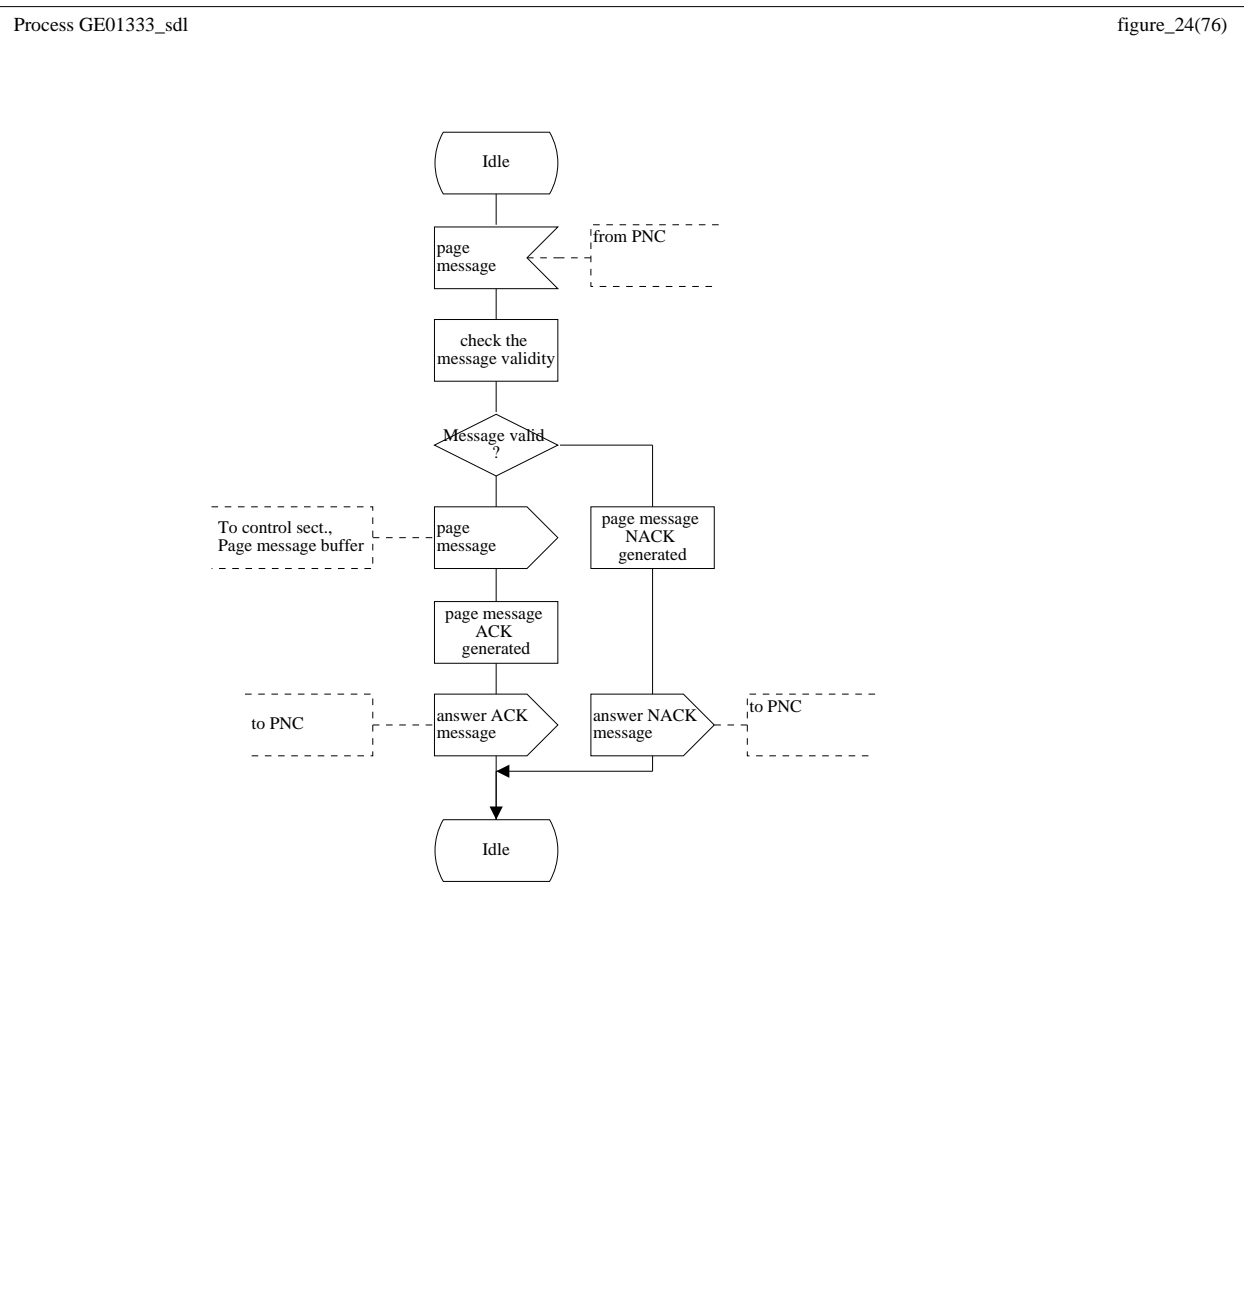 Process GE01333_sdl
figure_24(76)
Idle
page
message
from PNC
check the
message validity
Message valid
?
To control sect.,
Page message buffer
page
message
page message
NACK
generated
page message
ACK
generated
to PNC
answer ACK
message
answer NACK
message
to PNC
Idle